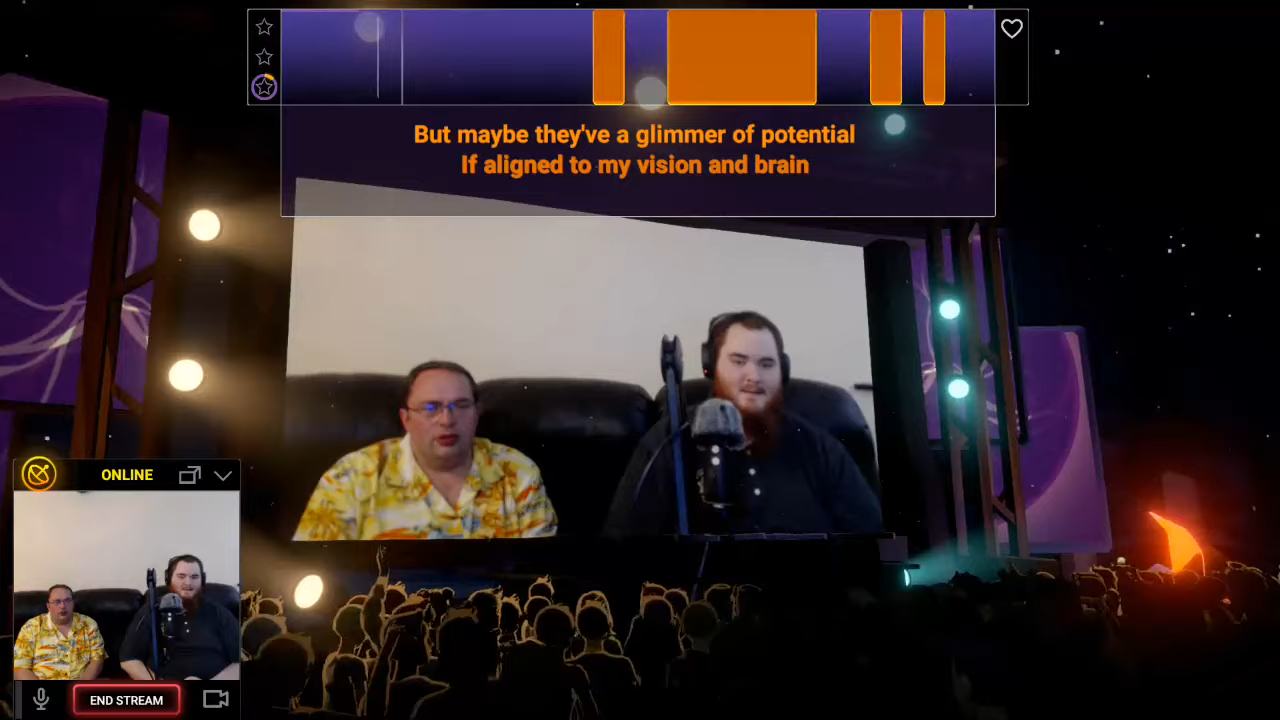 But maybe they've a glimmer of potential
If aligned to my vision and brain
ONLINE
END STREAM